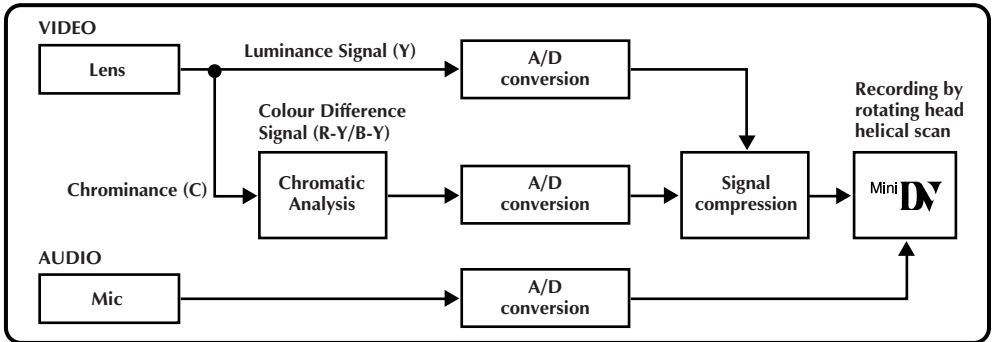 VIDEO
Lens
Luminance Signal (Y)
A/D
conversion
Colour Difference
Signal (R-Y/B-Y)
Chrominance (C)
Chromatic
Analysis
A/D
conversion
Signal
compression
Recording by
rotating head
helical scan
Mini DV
AUDIO
Mic
A/D
conversion